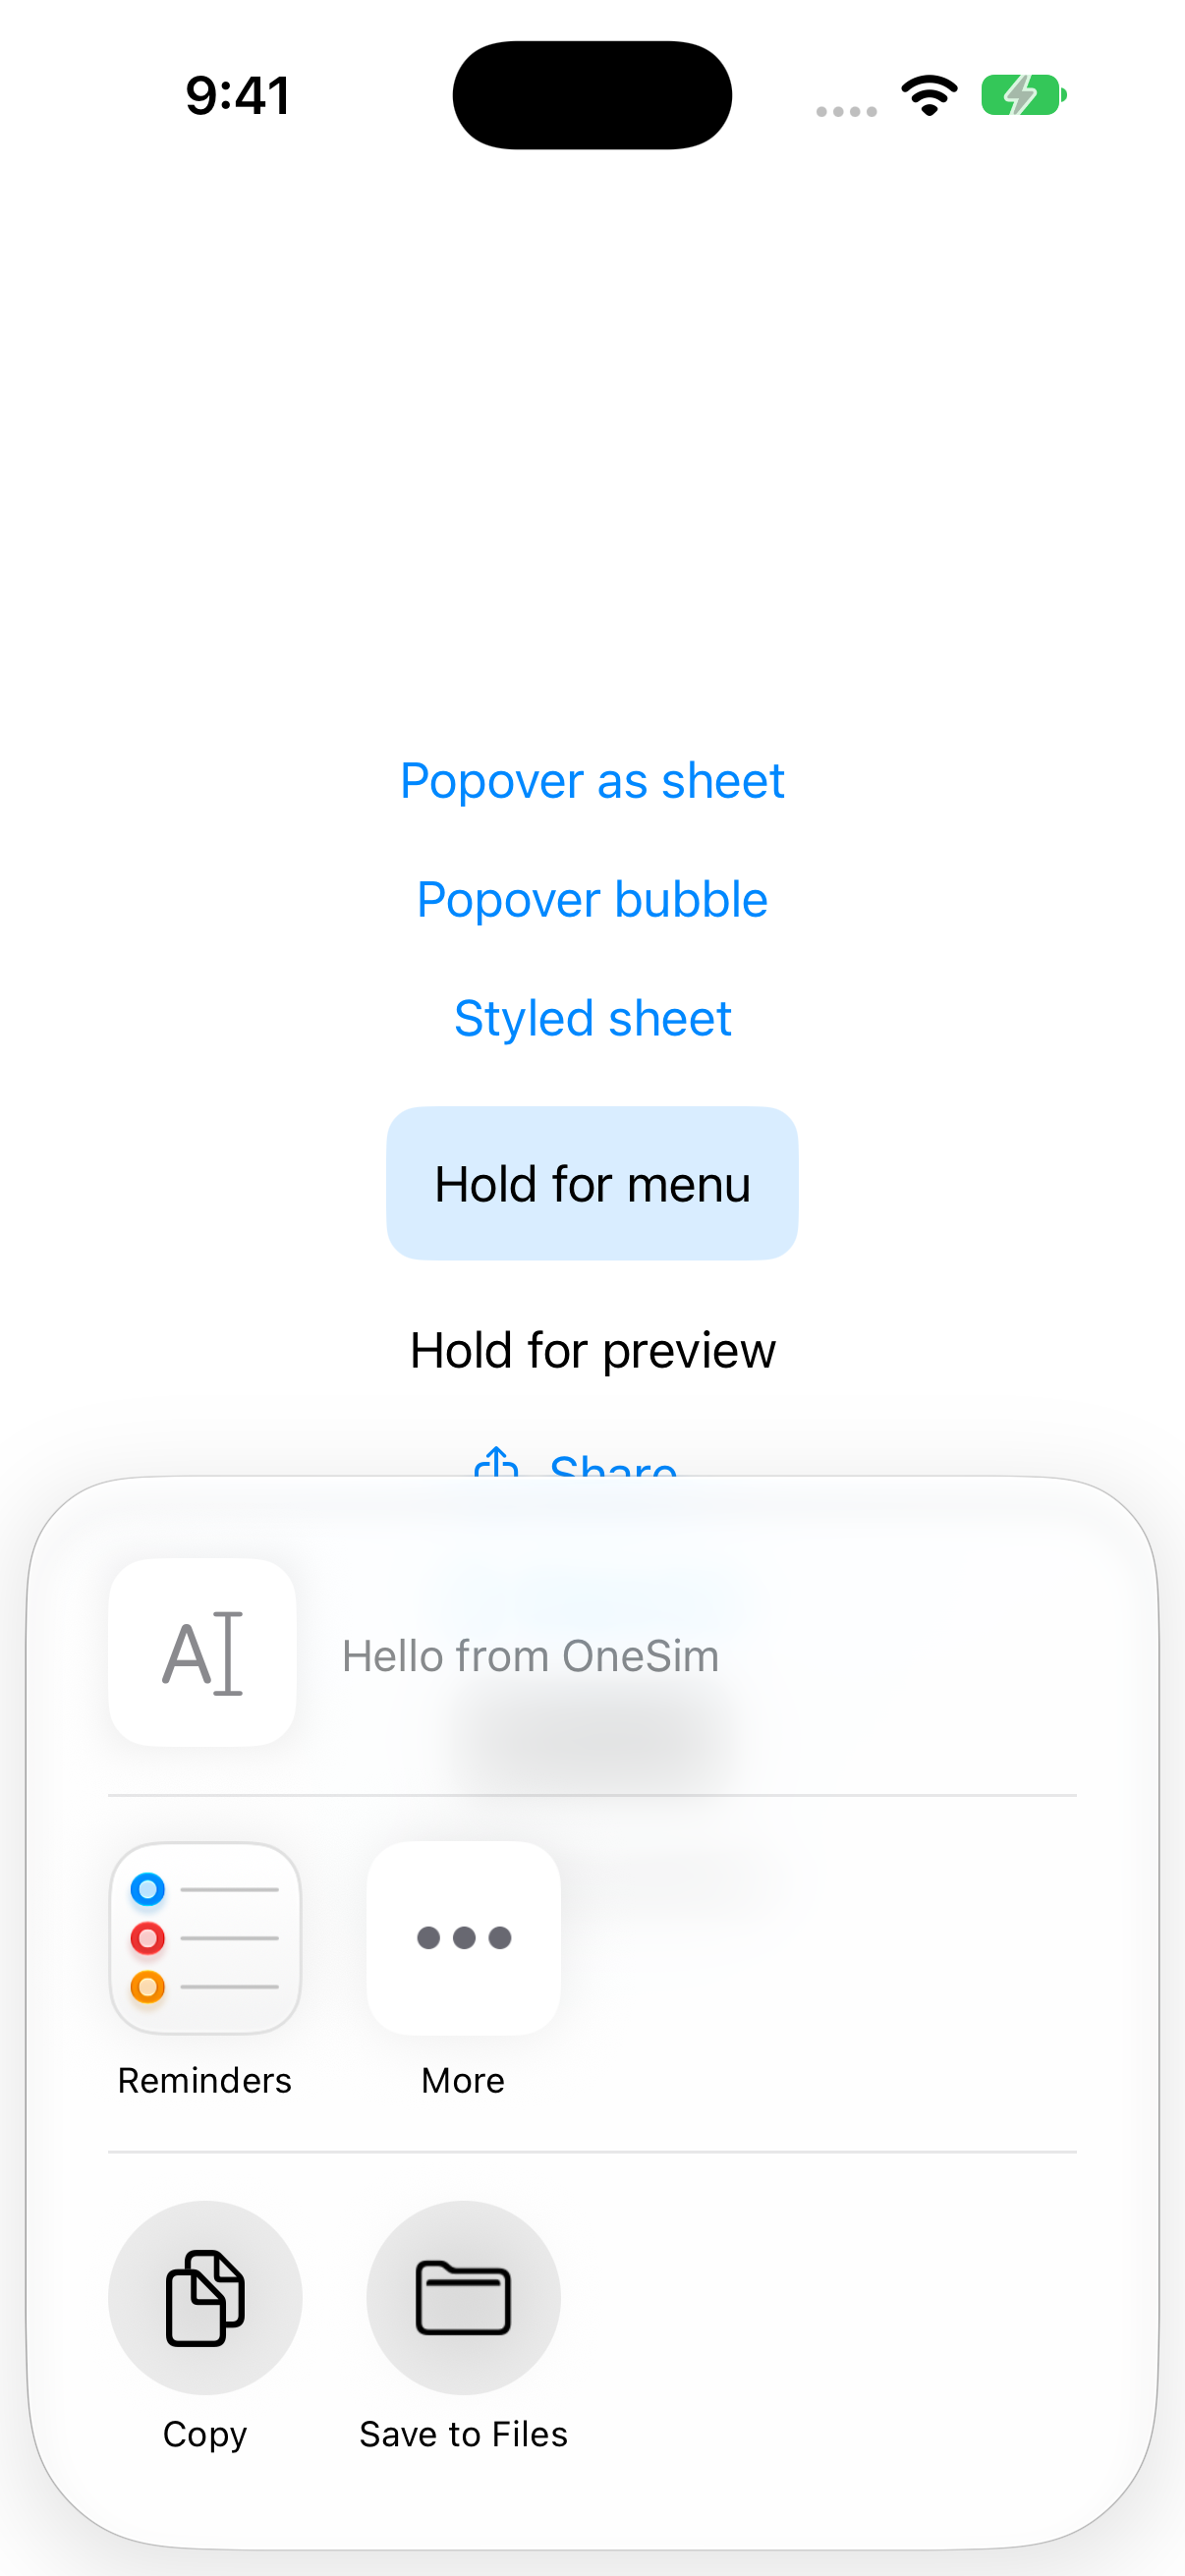 9:41
Popover as sheet
Popover bubble
Styled sheet
Hold for menu
Hold for preview
Share
Hello from OneSim
Reminders
More
Copy
Save to Files